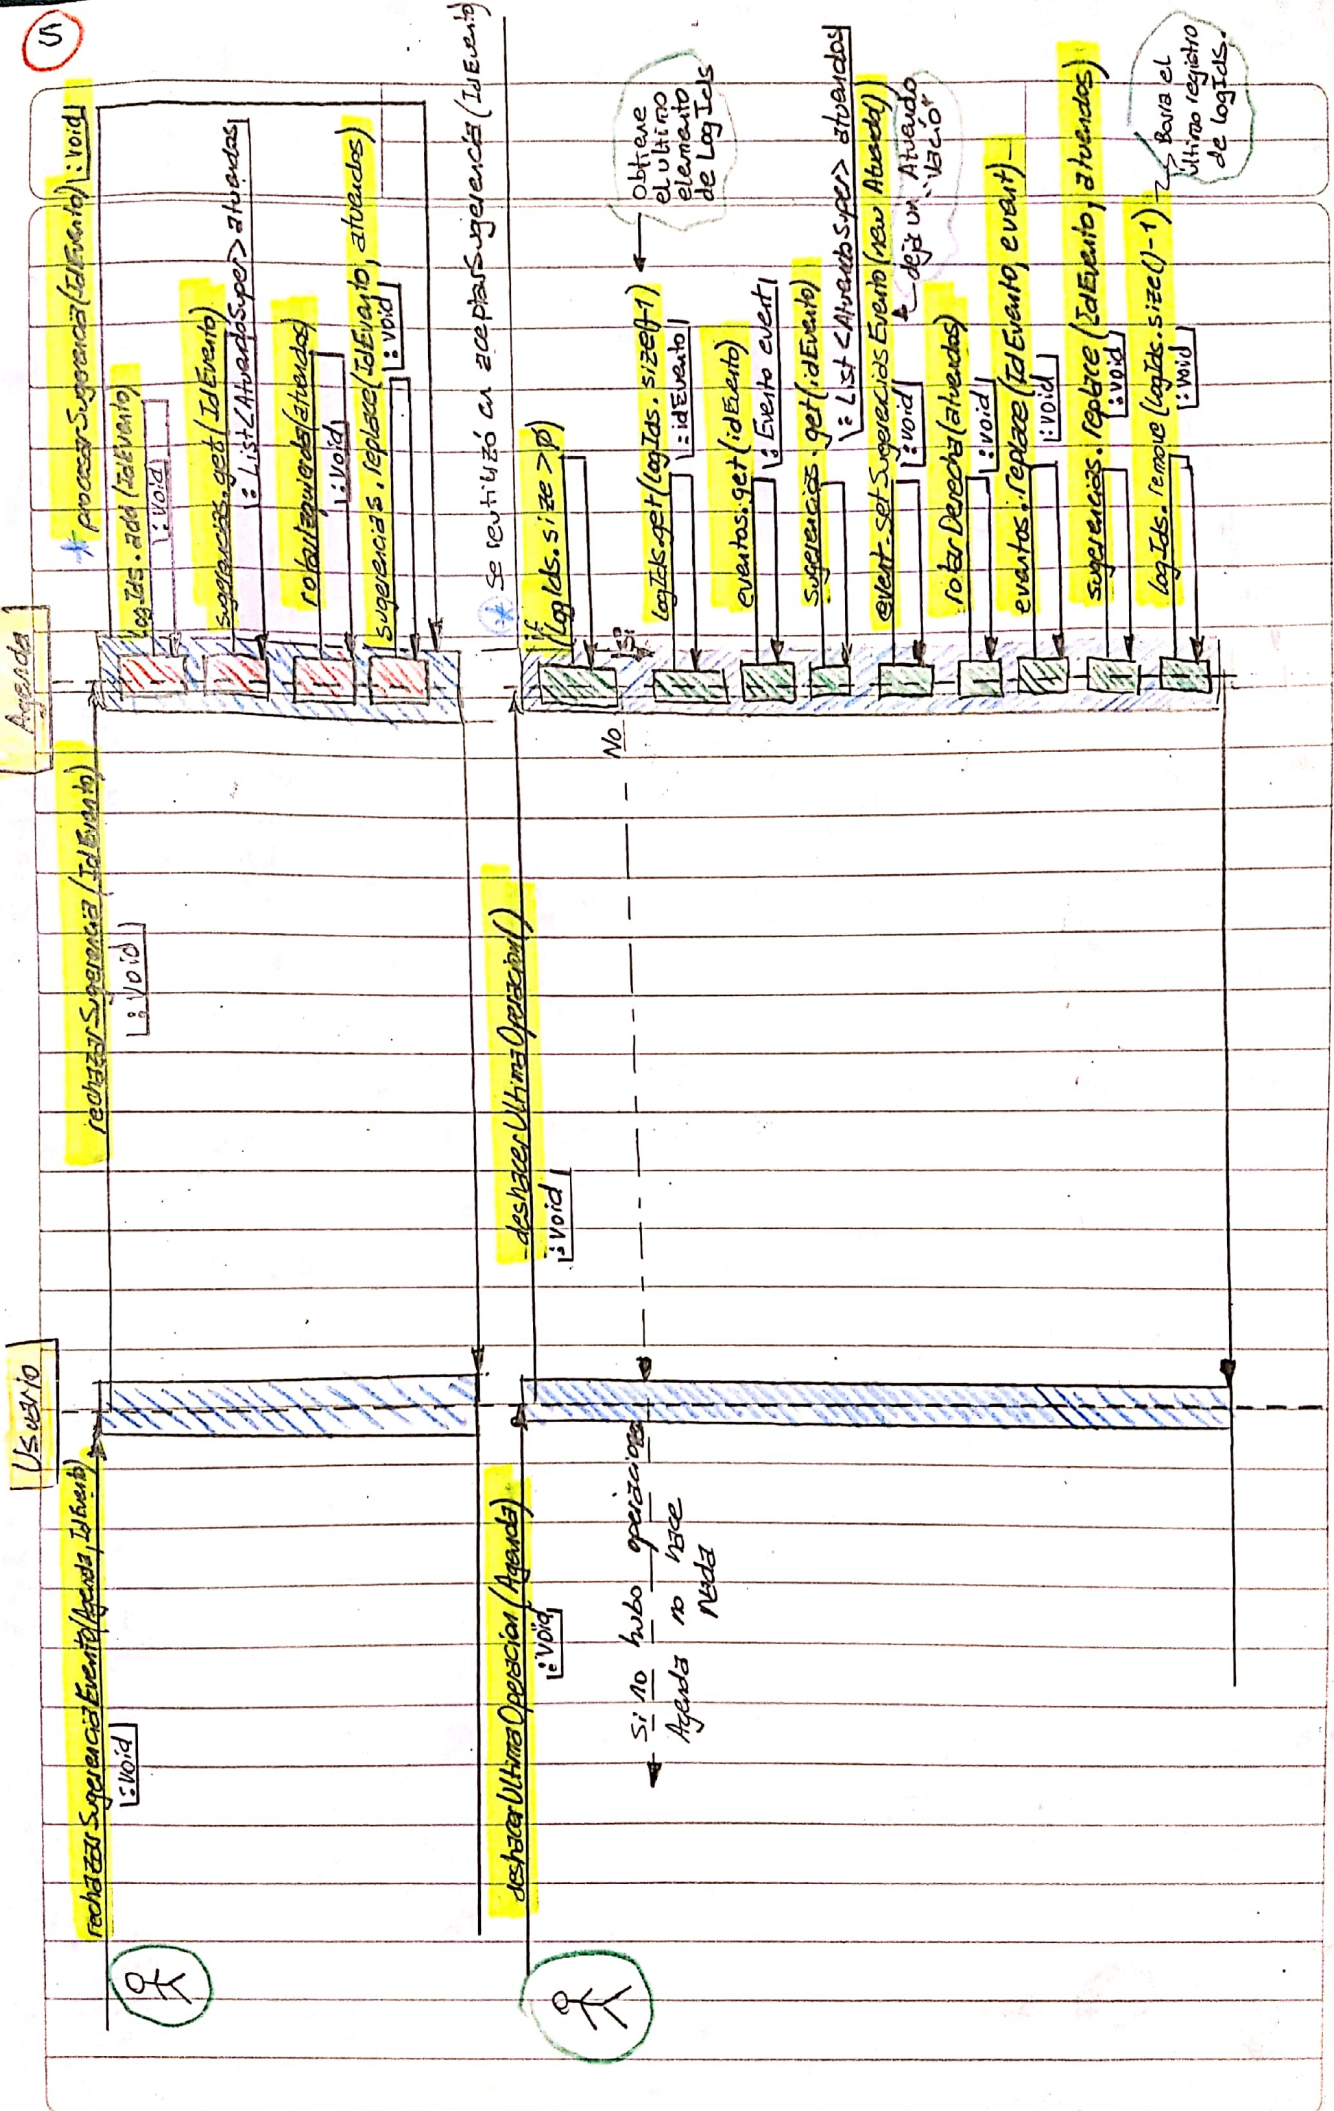 5
Usuario
Agenda
rechazarSugerenciaEvento(Agenda, IdEvento)
:void
rechazarSugerencia(IdEvento)
:void
* procesarSugerencia(IdEvento) :void
logIds.add(IdEvento)
:void
sugerencias.get(IdEvento)
:List<AtuendoSuper> atuendos
rotarIzquierda(atuendos)
:void
sugerencias.replace(IdEvento, atuendos)
:void
* Se reutilizó en aceptarSugerencia(IdEvento)
deshacerUltimaOperacion(Agenda)
:void
deshacerUltimaOperacion()
:void
if
(LogIds.size > 0)
Si
No
Si no hubo operaciones
Agenda no hace
nada
logIds.get(logIds.size()-1)
:idEvento
Obtiene
el ultimo
elemento
de LogIds
eventos.get(idEvento)
:Evento event
sugerencias.get(idEvento)
:List<AtuendoSuper> atuendos
event.setSugerenciasEvento(new Atuendo())
:void
deja un "Atuendo
Vacío"
rotarDerecha(atuendos)
:void
eventos.replace(IdEvento, event)
:void
sugerencias.replace(IdEvento, atuendos)
:void
logIds.remove(logIds.size()-1)
:void
Borra el
último registro
de logIds.